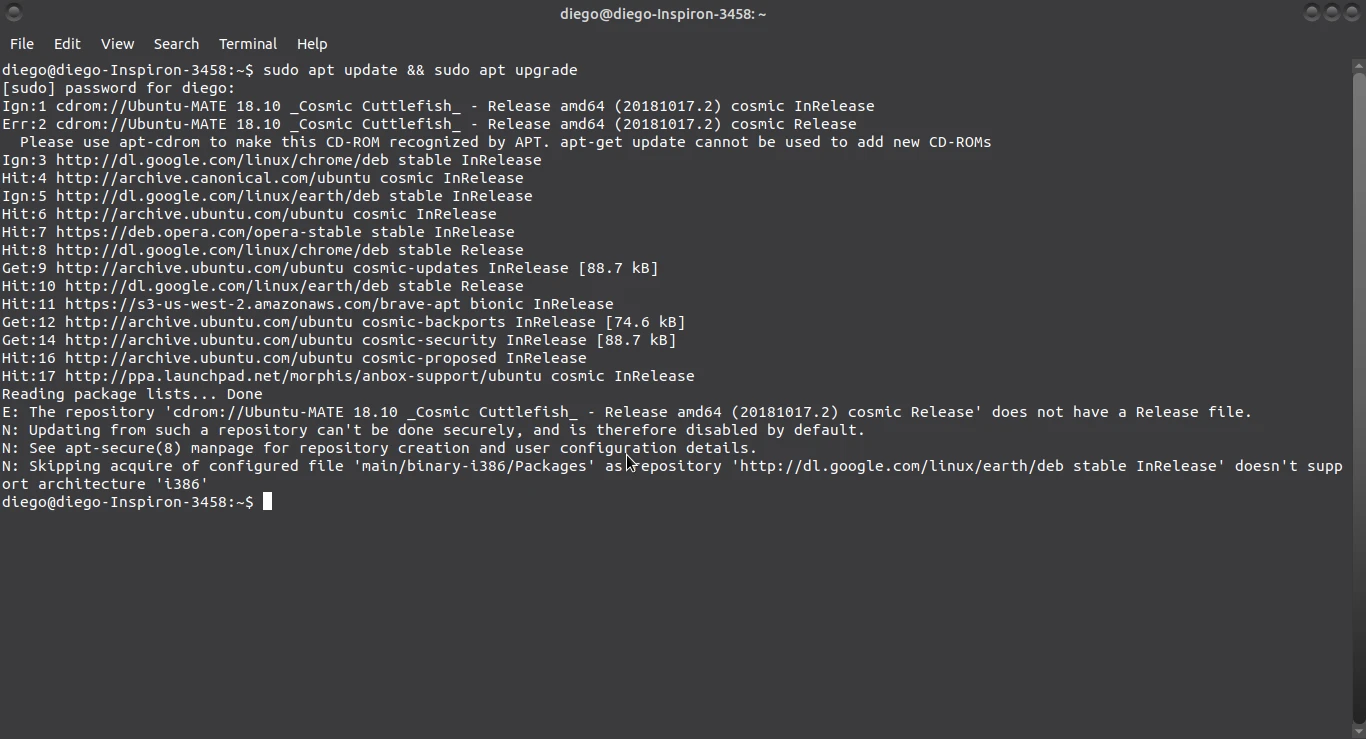 diego@diego-Inspiron-3458: ~
File Edit View Search Terminal Help
diego@diego-Inspiron-3458:~$ sudo apt update && sudo apt upgrade
[sudo] password for diego:
Ign:1 cdrom://Ubuntu-MATE 18.10 _Cosmic Cuttlefish_ - Release amd64 (20181017.2) cosmic InRelease
Err:2 cdrom://Ubuntu-MATE 18.10 _Cosmic Cuttlefish_ - Release amd64 (20181017.2) cosmic Release
  Please use apt-cdrom to make this CD-ROM recognized by APT. apt-get update cannot be used to add new CD-ROMs
Ign:3 http://dl.google.com/linux/chrome/deb stable InRelease
Hit:4 http://archive.canonical.com/ubuntu cosmic InRelease
Ign:5 http://dl.google.com/linux/earth/deb stable InRelease
Hit:6 http://archive.ubuntu.com/ubuntu cosmic InRelease
Hit:7 https://deb.opera.com/opera-stable stable InRelease
Hit:8 http://dl.google.com/linux/chrome/deb stable Release
Get:9 http://archive.ubuntu.com/ubuntu cosmic-updates InRelease [88.7 kB]
Hit:10 http://dl.google.com/linux/earth/deb stable Release
Hit:11 https://s3-us-west-2.amazonaws.com/brave-apt bionic InRelease
Get:12 http://archive.ubuntu.com/ubuntu cosmic-backports InRelease [74.6 kB]
Get:14 http://archive.ubuntu.com/ubuntu cosmic-security InRelease [88.7 kB]
Hit:16 http://archive.ubuntu.com/ubuntu cosmic-proposed InRelease
Hit:17 http://ppa.launchpad.net/morphis/anbox-support/ubuntu cosmic InRelease
Reading package lists... Done
E: The repository 'cdrom://Ubuntu-MATE 18.10 _Cosmic Cuttlefish_ - Release amd64 (20181017.2) cosmic Release' does not have a Release file.
N: Updating from such a repository can't be done securely, and is therefore disabled by default.
N: See apt-secure(8) manpage for repository creation and user configuration details.
N: Skipping acquire of configured file 'main/binary-i386/Packages' as repository 'http://dl.google.com/linux/earth/deb stable InRelease' doesn't supp
ort architecture 'i386'
diego@diego-Inspiron-3458:~$